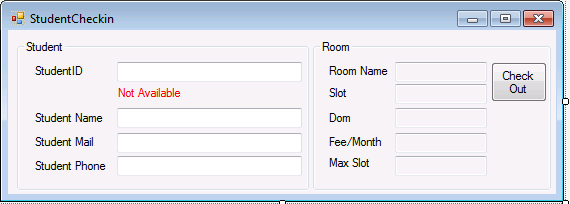 StudentCheckin
Student
StudentID
Not Available
Student Name
Student Mail
Student Phone
Room
Room Name
Slot
Dom
Fee/Month
Max Slot
Check
Out